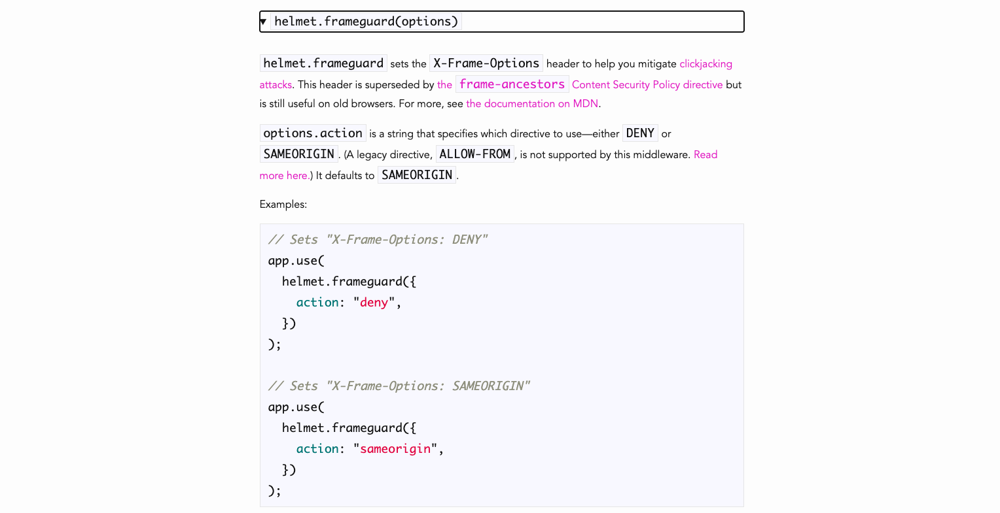 ▼ helmet.frameguard(options)
helmet.frameguard sets the X-Frame-Options header to help you mitigate clickjacking
attacks. This header is superseded by the frame-ancestors Content Security Policy directive but
is still useful on old browsers. For more, see the documentation on MDN.
options.action is a string that specifies which directive to use—either DENY or
SAMEORIGIN. (A legacy directive, ALLOW-FROM, is not supported by this middleware. Read
more here.) It defaults to SAMEORIGIN.
Examples:
// Sets "X-Frame-Options: DENY"
app.use(
  helmet.frameguard({
    action: "deny",
  })
);
// Sets "X-Frame-Options: SAMEORIGIN"
app.use(
  helmet.frameguard({
    action: "sameorigin",
  })
);